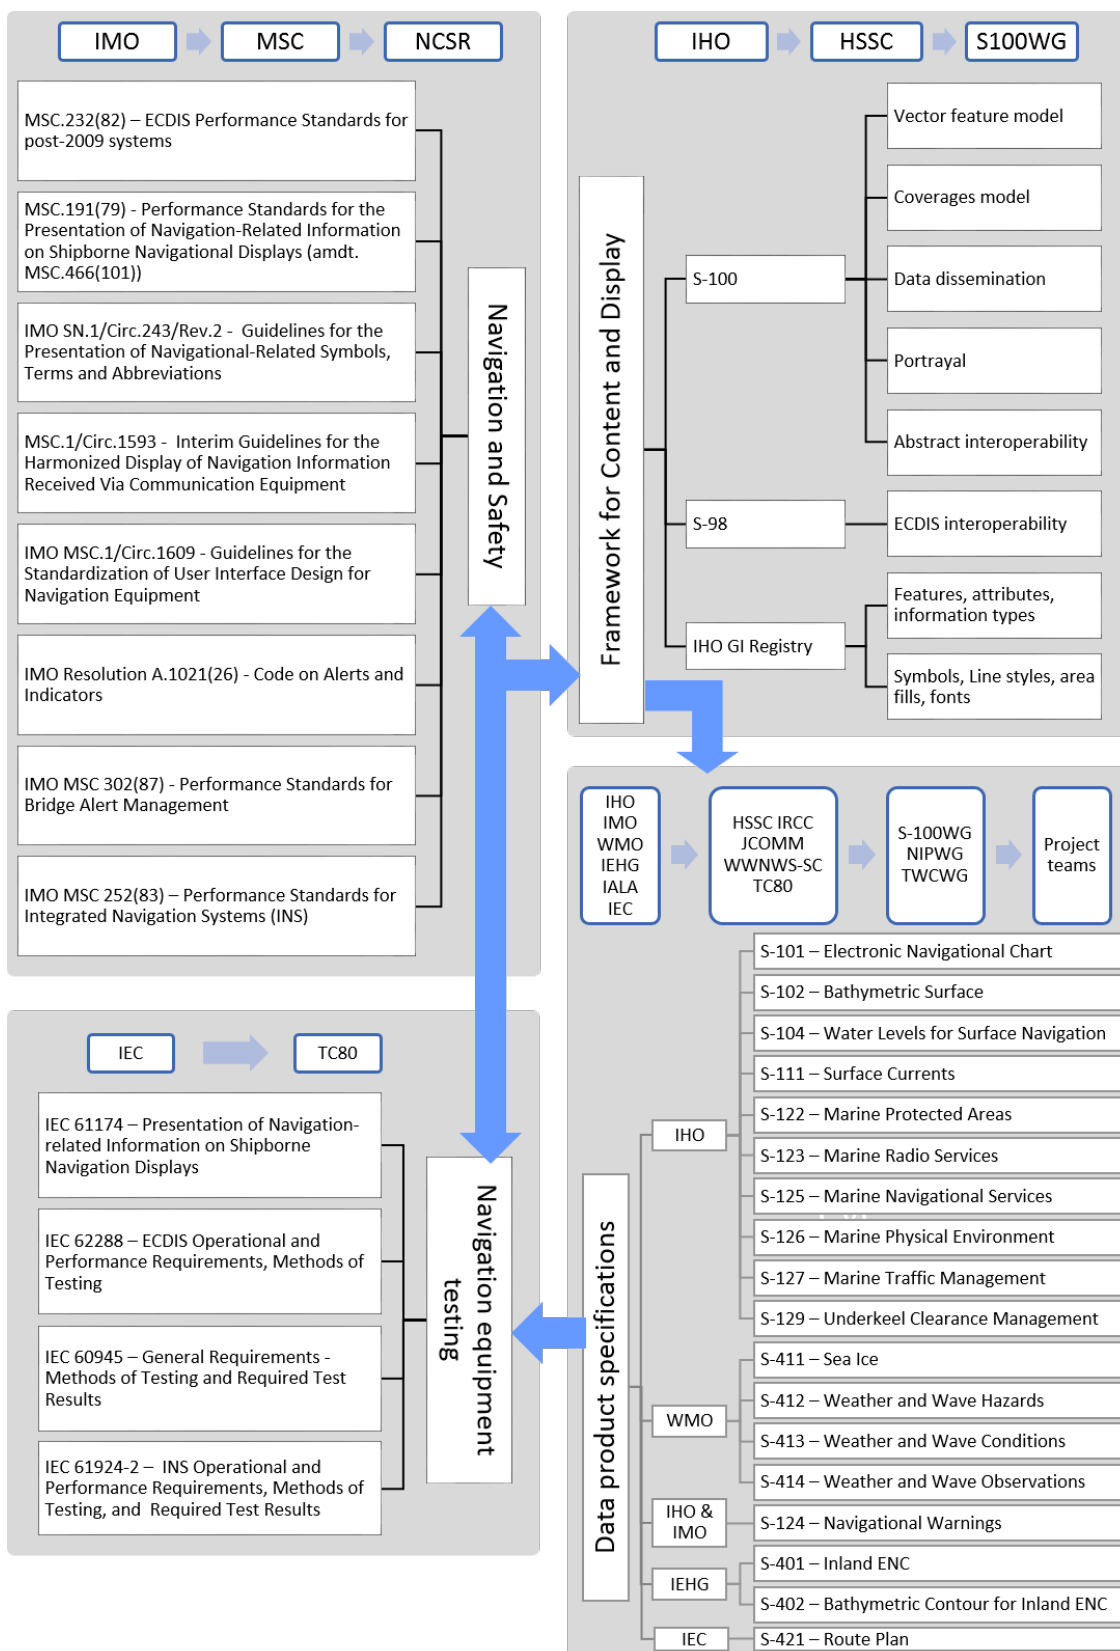 IMO
MSC
NCSR
MSC.232(82) – ECDIS Performance Standards for
post-2009 systems
MSC.191(79) - Performance Standards for the
Presentation of Navigation-Related Information
on Shipborne Navigational Displays (amdt.
MSC.466(101))
IMO SN.1/Circ.243/Rev.2 - Guidelines for the
Presentation of Navigational-Related Symbols,
Terms and Abbreviations
MSC.1/Circ.1593 - Interim Guidelines for the
Harmonized Display of Navigation Information
Received Via Communication Equipment
IMO MSC.1/Circ.1609 - Guidelines for the
Standardization of User Interface Design for
Navigation Equipment
IMO Resolution A.1021(26) - Code on Alerts and
Indicators
IMO MSC 302(87) - Performance Standards for
Bridge Alert Management
IMO MSC 252(83) – Performance Standards for
Integrated Navigation Systems (INS)
Navigation and Safety
IHO
HSSC
S100WG
Framework for Content and Display
S-100
Vector feature model
Coverages model
Data dissemination
Portrayal
Abstract interoperability
S-98
ECDIS interoperability
IHO GI Registry
Features, attributes,
information types
Symbols, Line styles, area
fills, fonts
IEC
TC80
IEC 61174 – Presentation of Navigation-
related Information on Shipborne
Navigation Displays
IEC 62288 – ECDIS Operational and
Performance Requirements, Methods of
Testing
IEC 60945 – General Requirements -
Methods of Testing and Required Test
Results
IEC 61924-2 – INS Operational and
Performance Requirements, Methods of
Testing, and Required Test Results
Navigation equipment
testing
IHO
IMO
WMO
IEHG
IALA
IEC
HSSC IRCC
JCOMM
WWNWS-SC
TC80
S-100WG
NIPWG
TWCWG
Project
teams
Data product specifications
IHO
S-101 – Electronic Navigational Chart
S-102 – Bathymetric Surface
S-104 – Water Levels for Surface Navigation
S-111 – Surface Currents
S-122 – Marine Protected Areas
S-123 – Marine Radio Services
S-125 – Marine Navigational Services
S-126 – Marine Physical Environment
S-127 – Marine Traffic Management
S-129 – Underkeel Clearance Management
WMO
S-411 – Sea Ice
S-412 – Weather and Wave Hazards
S-413 – Weather and Wave Conditions
S-414 – Weather and Wave Observations
IHO &
IMO
S-124 – Navigational Warnings
IEHG
S-401 – Inland ENC
S-402 – Bathymetric Contour for Inland ENC
IEC
S-421 – Route Plan